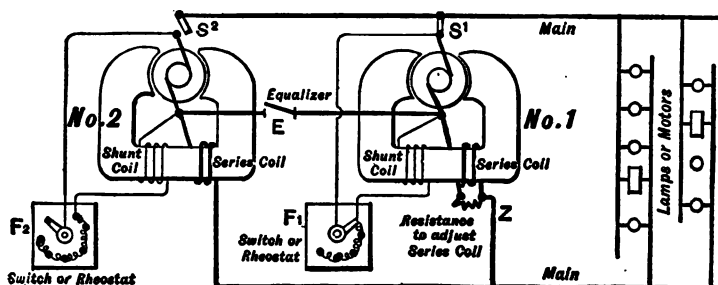 S²
S¹
Main
No.2
Equalizer
E
No.1
Shunt
Coil
Series Coil
Shunt
Coil
Series Coil
Lamps or Motors
F₂
F₁
Z
Switch or
Rheostat
Resistance
to adjust
Series Coil
Switch or Rheostat
Main